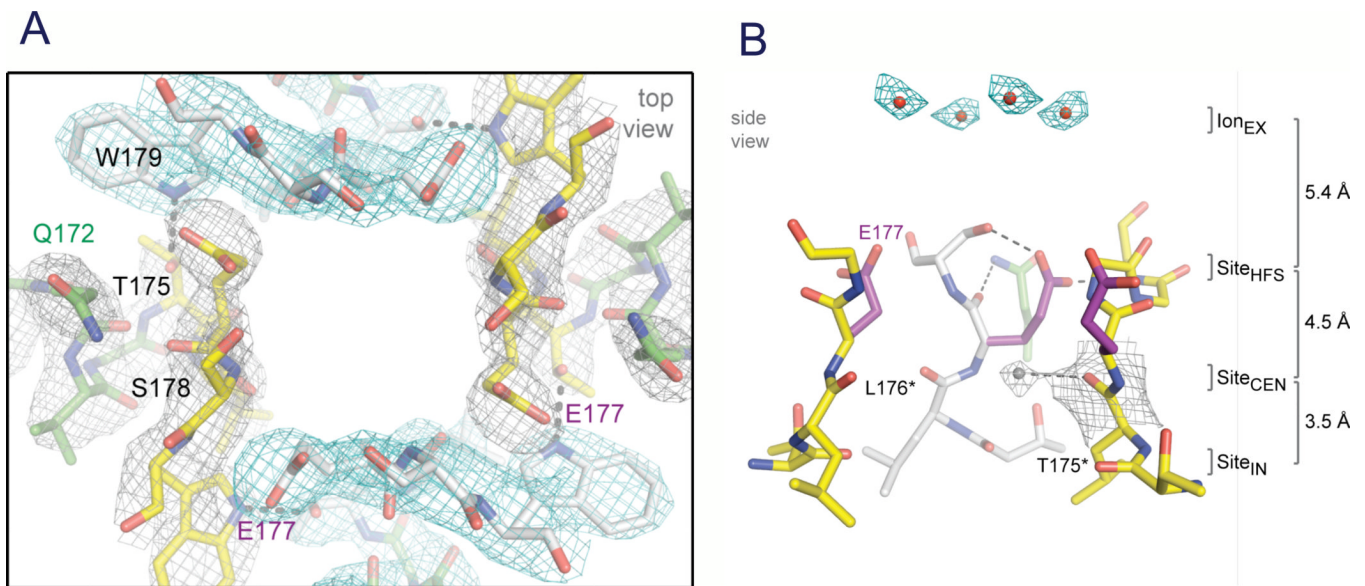 A
top
view
W179
Q172
T175
S178
E177
E177
B
side
view
Ion_EX
5.4 Å
E177
Site_HFS
4.5 Å
Site_CEN
L176*
3.5 Å
T175*
Site_IN